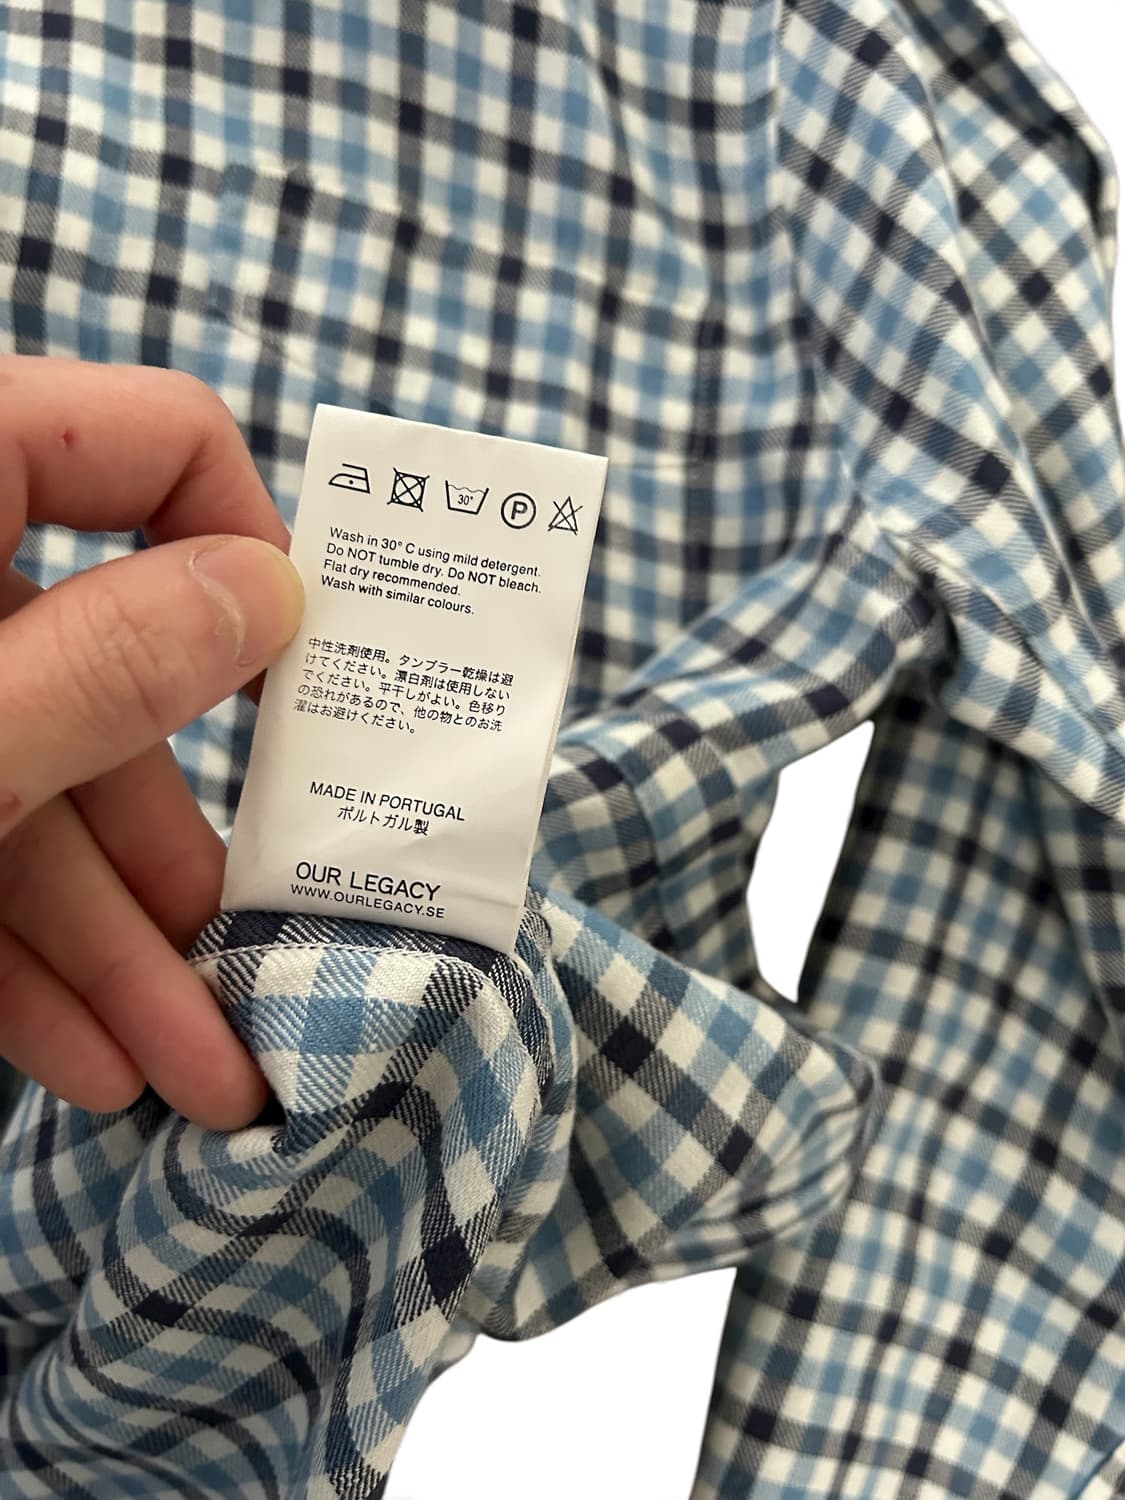 30°
P
Wash in 30° C using mild detergent.
Do NOT tumble dry. Do NOT bleach.
Flat dry recommended.
Wash with similar colours.
中性洗剤使用。タンブラー乾燥は避
けてください。漂白剤は使用しない
でください。平干しがよい。色移り
の恐れがあるので、他の物とのお洗
濯はお避けください。
MADE IN PORTUGAL
ポルトガル製
OUR LEGACY
WWW.OURLEGACY.SE